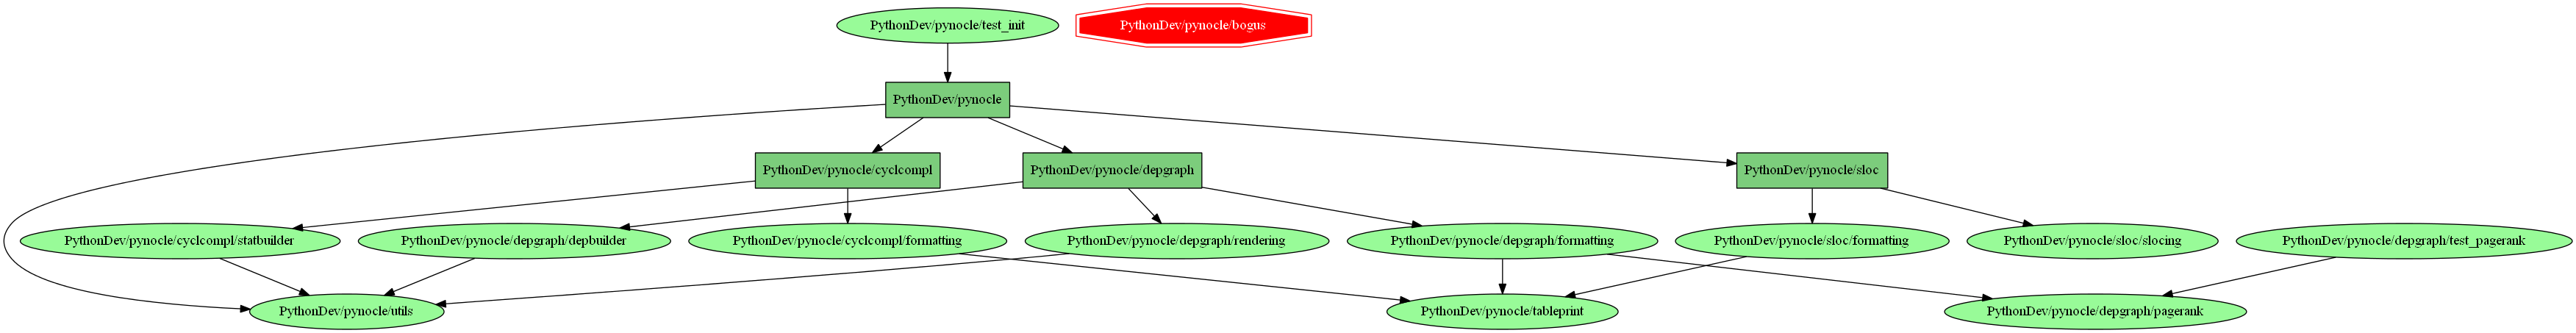 PythonDev/pynocle/test_init
PythonDev/pynocle/bogus
PythonDev/pynocle
PythonDev/pynocle/cyclcompl
PythonDev/pynocle/depgraph
PythonDev/pynocle/sloc
PythonDev/pynocle/cyclcompl/statbuilder
PythonDev/pynocle/depgraph/depbuilder
PythonDev/pynocle/cyclcompl/formatting
PythonDev/pynocle/depgraph/rendering
PythonDev/pynocle/depgraph/formatting
PythonDev/pynocle/sloc/formatting
PythonDev/pynocle/sloc/slocing
PythonDev/pynocle/depgraph/test_pagerank
PythonDev/pynocle/utils
PythonDev/pynocle/tableprint
PythonDev/pynocle/depgraph/pagerank